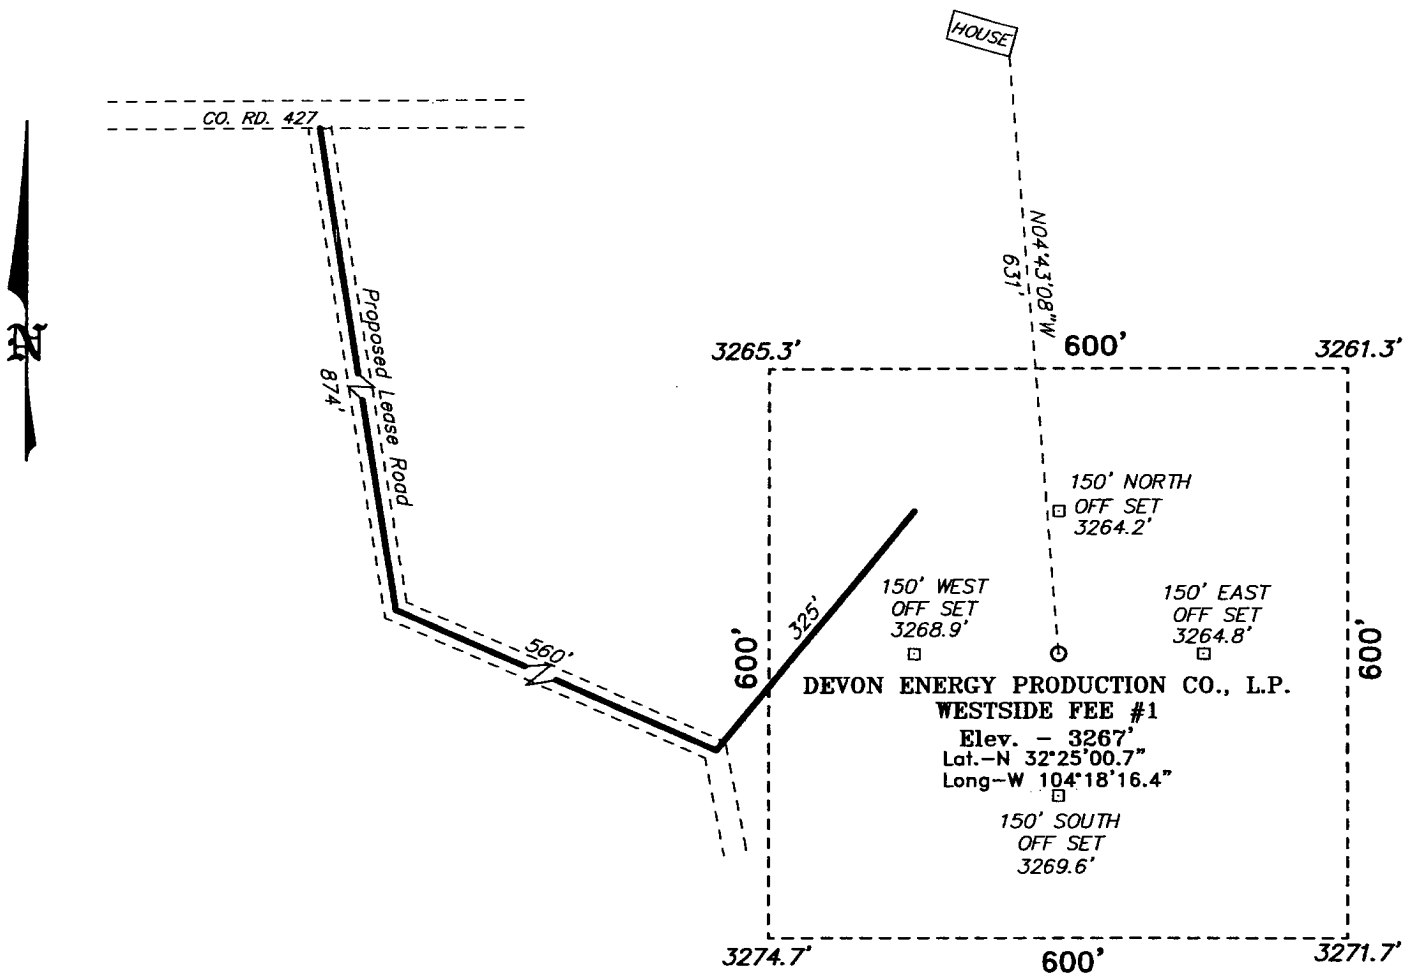 HOUSE
CO. RD. 427
N04°43'08"W
631'
N
Proposed Lease Road
874'
3265.3'
600'
3261.3'
150' NORTH
OFF SET
3264.2'
325'
150' WEST
OFF SET
3268.9'
150' EAST
OFF SET
3264.8'
560'
600'
600'
DEVON ENERGY PRODUCTION CO., L.P.
WESTSIDE FEE #1
Elev. - 3267'
Lat.-N 32°25'00.7"
Long-W 104°18'16.4"
150' SOUTH
OFF SET
3269.6'
3274.7'
600'
3271.7'